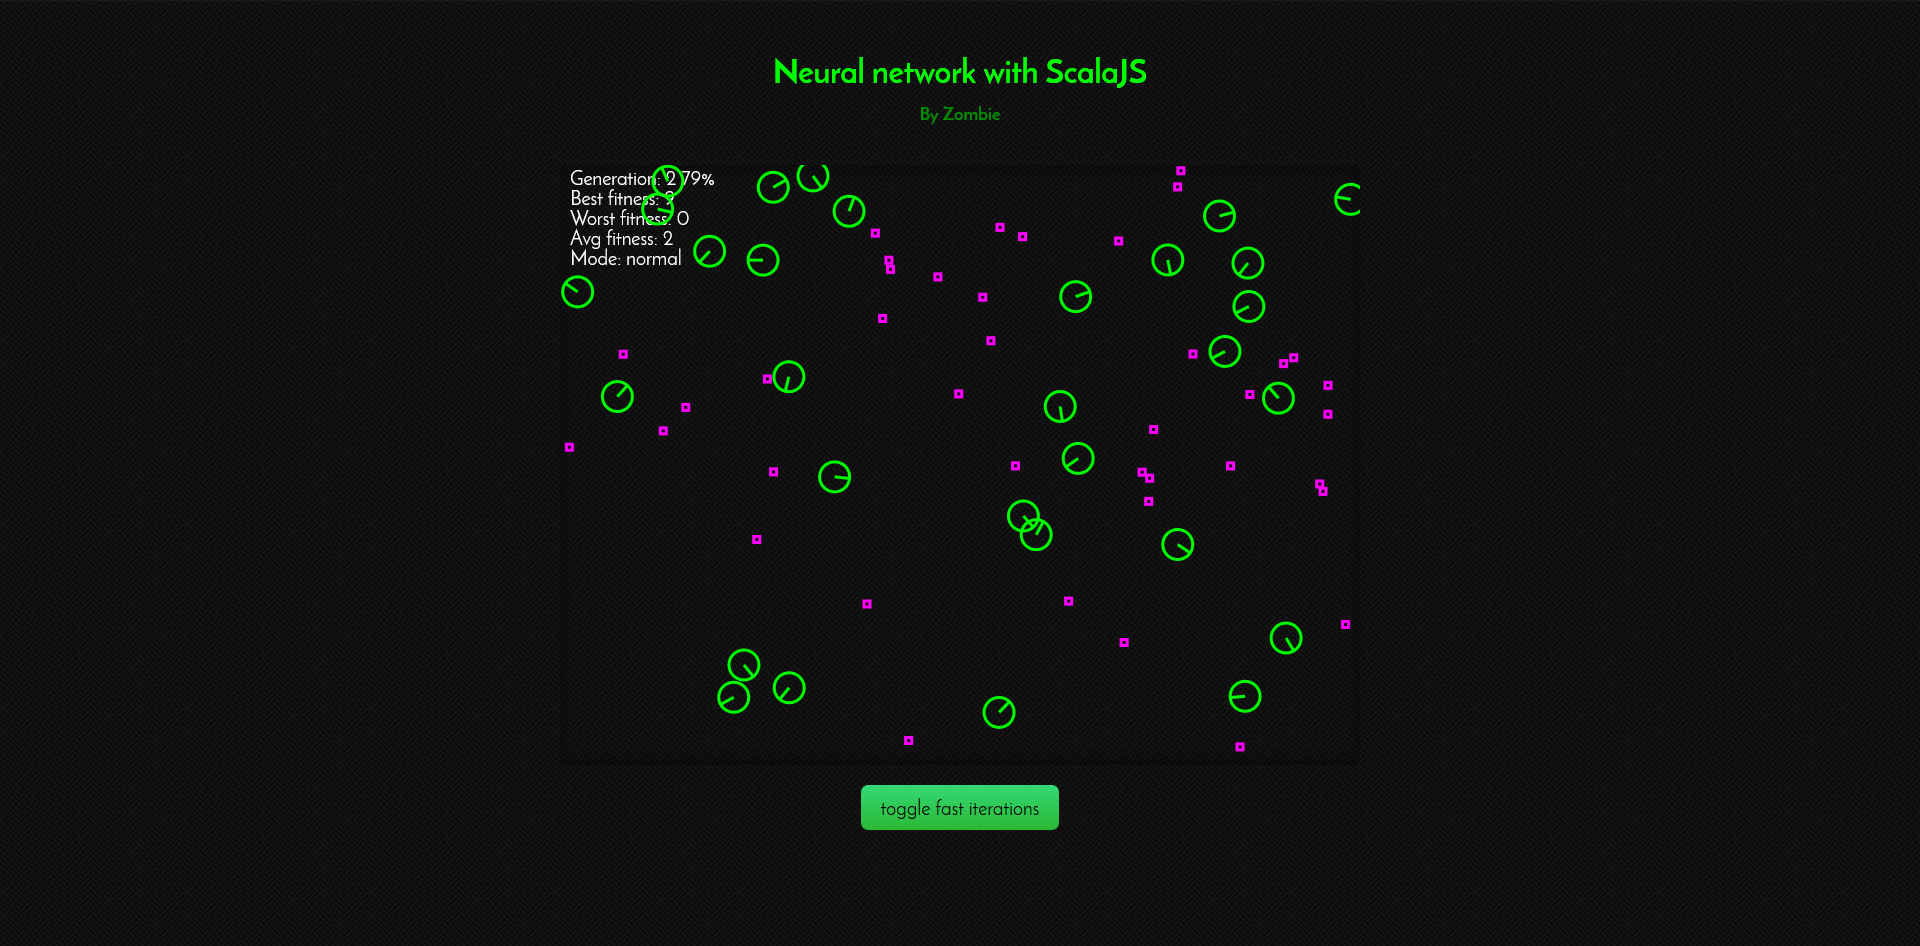 Neural network with ScalaJS
By Zombie
Generation: 2 79%
Best fitness: 9
Worst fitness: 0
Avg fitness: 2
Mode: normal
toggle fast iterations